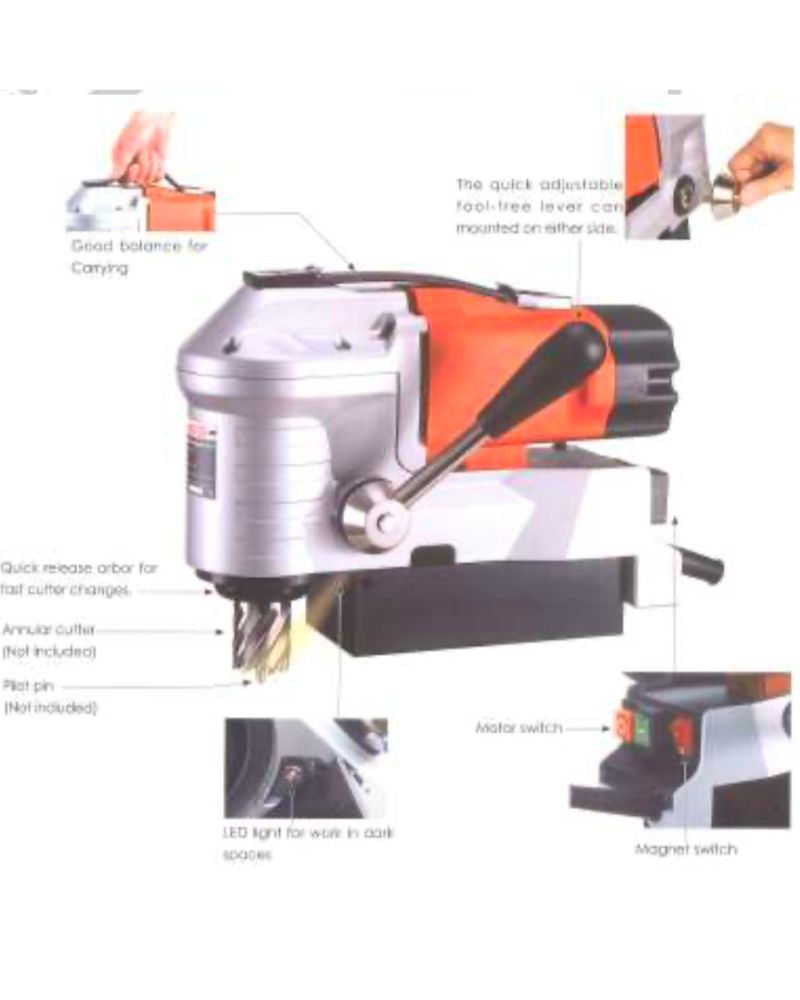 The quick adjustable
tool-free lever can
mounted on either side.
Good balance for
Carrying
Quick release arbor for
fast cutter changes.
Annular cutter
(Not included)
Pilot pin
(Not included)
Motor switch
LED light for work in dark
spaces
Magnet switch